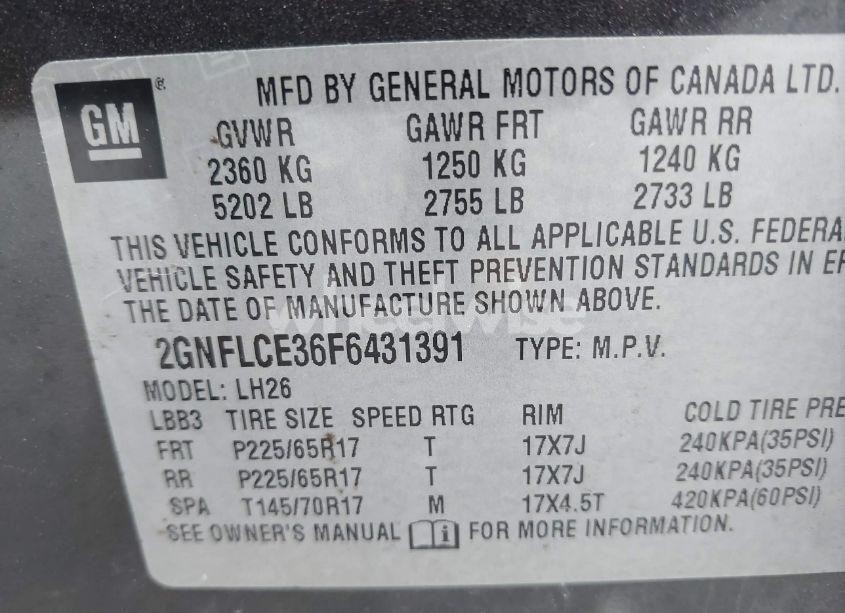 GM ®
MFD BY GENERAL MOTORS OF CANADA LTD.
GVWR GAWR FRT GAWR RR
2360 KG 1250 KG 1240 KG
5202 LB 2755 LB 2733 LB
THIS VEHICLE CONFORMS TO ALL APPLICABLE U.S. FEDERA
VEHICLE SAFETY AND THEFT PREVENTION STANDARDS IN EF
THE DATE OF MANUFACTURE SHOWN ABOVE.
wheelwise
2GNFLCE36F6431391 TYPE: M.P.V.
MODEL: LH26
LBB3 TIRE SIZE SPEED RTG RIM COLD TIRE PRE
FRT P225/65R17 T 17X7J 240KPA(35PSI)
RR P225/65R17 T 17X7J 240KPA(35PSI)
SPA T145/70R17 M 17X4.5T 420KPA(60PSI)
SEE OWNER'S MANUAL i FOR MORE INFORMATION.